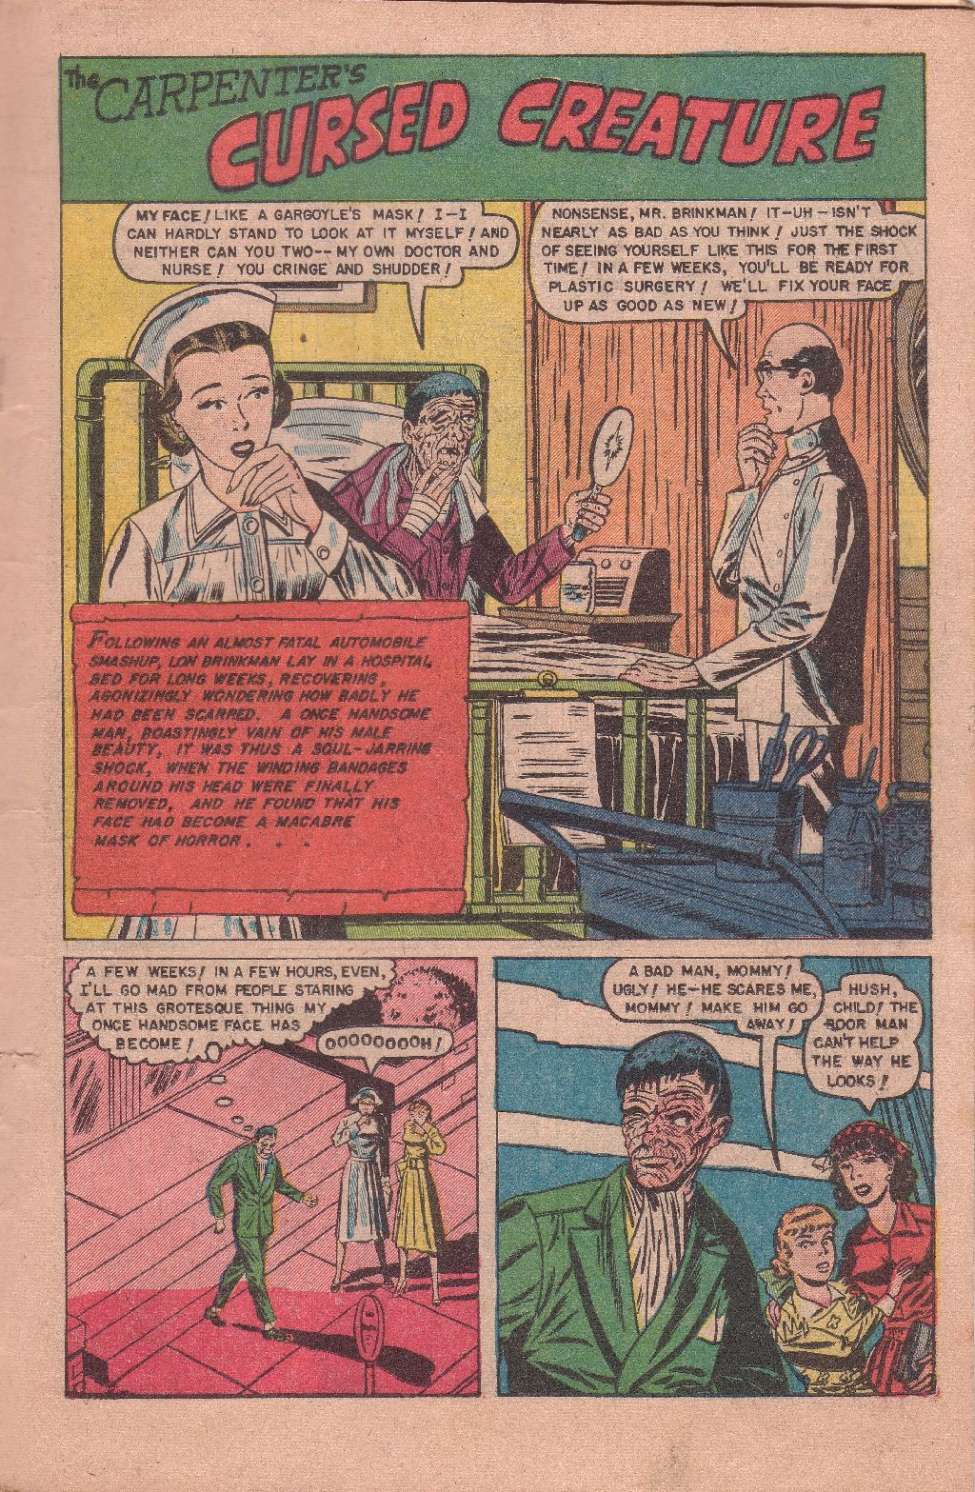 The CARPENTER'S
CURSED CREATURE
MY FACE! LIKE A GARGOYLE'S MASK! I-I
CAN HARDLY STAND TO LOOK AT IT MYSELF! AND
NEITHER CAN YOU TWO-- MY OWN DOCTOR AND
NURSE! YOU CRINGE AND SHUDDER!
NONSENSE, MR. BRINKMAN! IT-UH-ISN'T
NEARLY AS BAD AS YOU THINK! JUST THE SHOCK
OF SEEING YOURSELF LIKE THIS FOR THE FIRST
TIME! IN A FEW WEEKS, YOU'LL BE READY FOR
PLASTIC SURGERY! WE'LL FIX YOUR FACE
UP AS GOOD AS NEW!
FOLLOWING AN ALMOST FATAL AUTOMOBILE
SMASHUP, LON BRINKMAN LAY IN A HOSPITAL
BED FOR LONG WEEKS, RECOVERING,
AGONIZINGLY WONDERING HOW BADLY HE
HAD BEEN SCARRED. A ONCE HANDSOME
MAN, BOASTINGLY VAIN OF HIS MALE
BEAUTY, IT WAS THUS A SOUL-JARRING
SHOCK, WHEN THE WINDING BANDAGES
AROUND HIS HEAD WERE FINALLY
REMOVED, AND HE FOUND THAT HIS
FACE HAD BECOME A MACABRE
MASK OF HORROR . . .
A FEW WEEKS! IN A FEW HOURS, EVEN,
I'LL GO MAD FROM PEOPLE STARING
AT THIS GROTESQUE THING MY
ONCE HANDSOME FACE HAS
BECOME!
OOOOOOOOH!
A BAD MAN, MOMMY!
UGLY! HE-HE SCARES ME,
MOMMY! MAKE HIM GO
AWAY!
HUSH,
CHILD! THE
POOR MAN
CAN'T HELP
THE WAY HE
LOOKS!